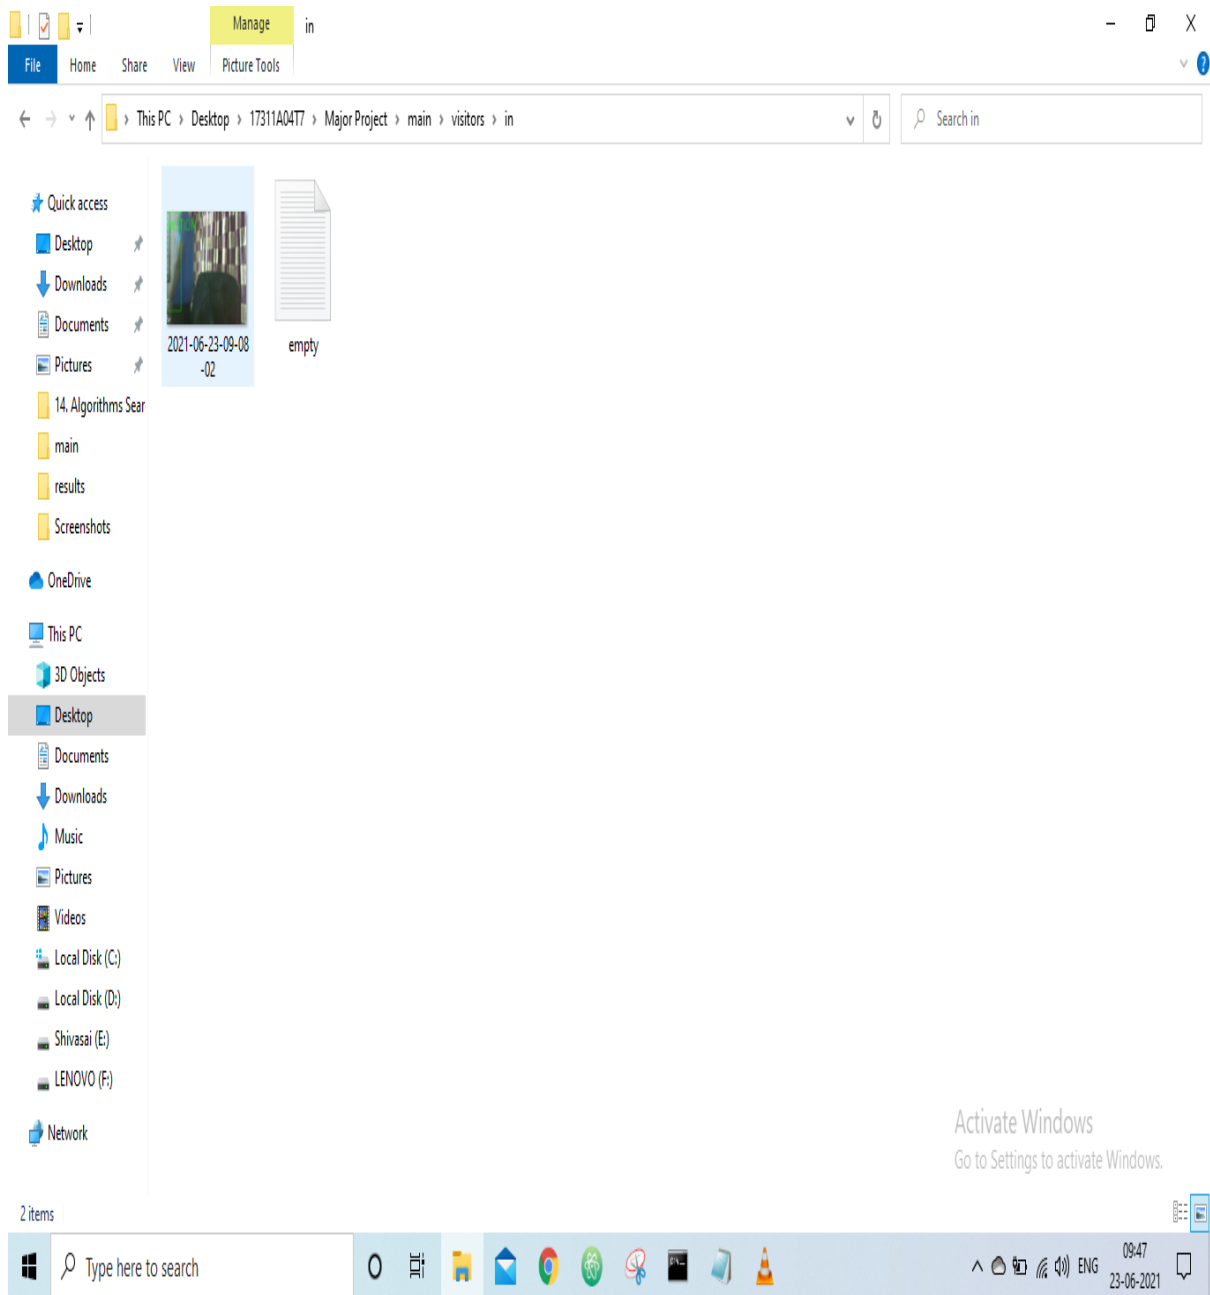 Manage in
File Home Share View Picture Tools
This PC Desktop 17311A04T7 Major Project main visitors in
Search in
Quick access
Desktop
Downloads
Documents
Pictures
14. Algorithms Sear
main
results
Screenshots
OneDrive
This PC
3D Objects
Desktop
Documents
Downloads
Music
Pictures
Videos
Local Disk (C:)
Local Disk (D:)
Shivasai (E:)
LENOVO (F:)
Network
2021-06-23-09-08
-02
empty
Activate Windows
Go to Settings to activate Windows.
2 items
Type here to search
ENG
09:47
23-06-2021